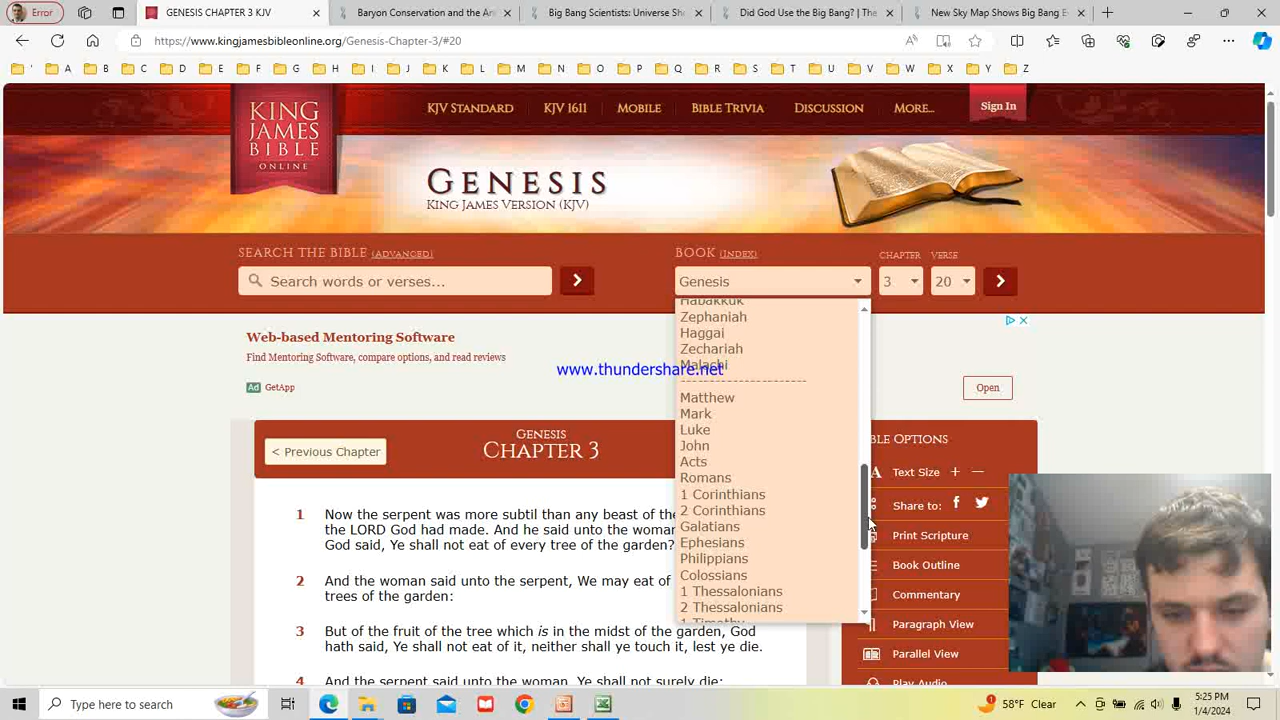 Error
GENESIS CHAPTER 3 KJV
Baryon Conservation and the An
Big Bang Scientists: Universe Sh
Did God Use the Big Bang? | The
New Sky Map Shows Big Bang E
https://www.kingjamesbibleonline.org/Genesis-Chapter-3/#20
' A B C D E F G H I J K L M N O P Q R S T U V W X Y Z
KING JAMES BIBLE ONLINE
KJV STANDARD KJV 1611 MOBILE BIBLE TRIVIA DISCUSSION MORE... Sign In
GENESIS
KING JAMES VERSION (KJV)
SEARCH THE BIBLE (ADVANCED) BOOK (INDEX) CHAPTER VERSE
Search words or verses... Genesis 3 20
Habakkuk
Zephaniah
Haggai
Zechariah
Malachi
-----------------------
Matthew
Mark
Luke
John
Acts
Romans
1 Corinthians
2 Corinthians
Galatians
Ephesians
Philippians
Colossians
1 Thessalonians
2 Thessalonians
1 Timothy
Web-based Mentoring Software
Find Mentoring Software, compare options, and read reviews
Ad GetApp
Open
www.thundershare.net
< Previous Chapter
GENESIS
CHAPTER 3
1 Now the serpent was more subtil than any beast of the
the LORD God had made. And he said unto the woma
God said, Ye shall not eat of every tree of the garden?
2 And the woman said unto the serpent, We may eat of
trees of the garden:
3 But of the fruit of the tree which is in the midst of the garden, God
hath said, Ye shall not eat of it, neither shall ye touch it, lest ye die.
4 And the serpent said unto the woman, Ye shall not surely die:
BLE OPTIONS
A Text Size + —
Share to:
Print Scripture
Book Outline
Commentary
Paragraph View
Parallel View
Play Audio
Type here to search
58°F Clear
5:25 PM
1/4/2024